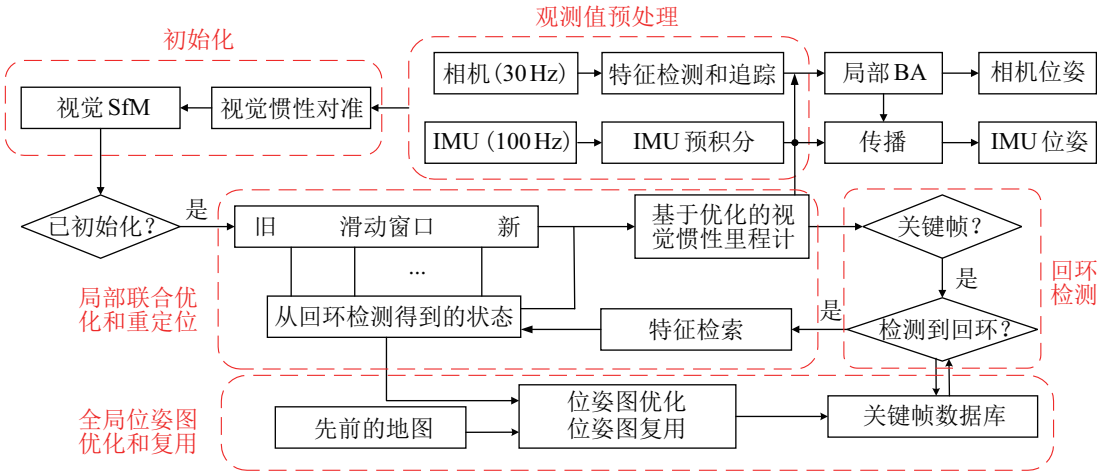 观测值预处理
初始化
相机(30Hz)
特征检测和追踪
局部BA
相机位姿
视觉SfM
视觉惯性对准
IMU(100Hz)
IMU预积分
传播
IMU位姿
已初始化?
是
旧 滑动窗口 新
基于优化的视
觉惯性里程计
关键帧?
...
是
回环
检测
局部联合优
化和重定位
从回环检测得到的状态
特征检索
是
检测到回环?
全局位姿图
优化和复用
先前的地图
位姿图优化
位姿图复用
关键帧数据库